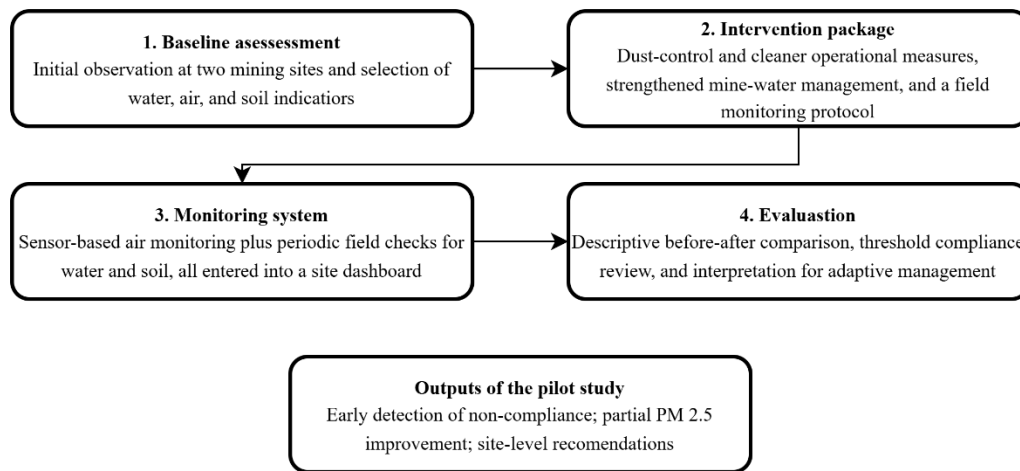 1. Baseline asessessment
Initial observation at two mining sites and selection of
water, air, and soil indicatiors
2. Intervention package
Dust-control and cleaner operational measures,
strengthened mine-water management, and a field
monitoring protocol
3. Monitoring system
Sensor-based air monitoring plus periodic field checks for
water and soil, all entered into a site dashboard
4. Evaluastion
Descriptive before-after comparison, threshold compliance
review, and interpretation for adaptive management
Outputs of the pilot study
Early detection of non-compliance; partial PM 2.5
improvement; site-level recomendations